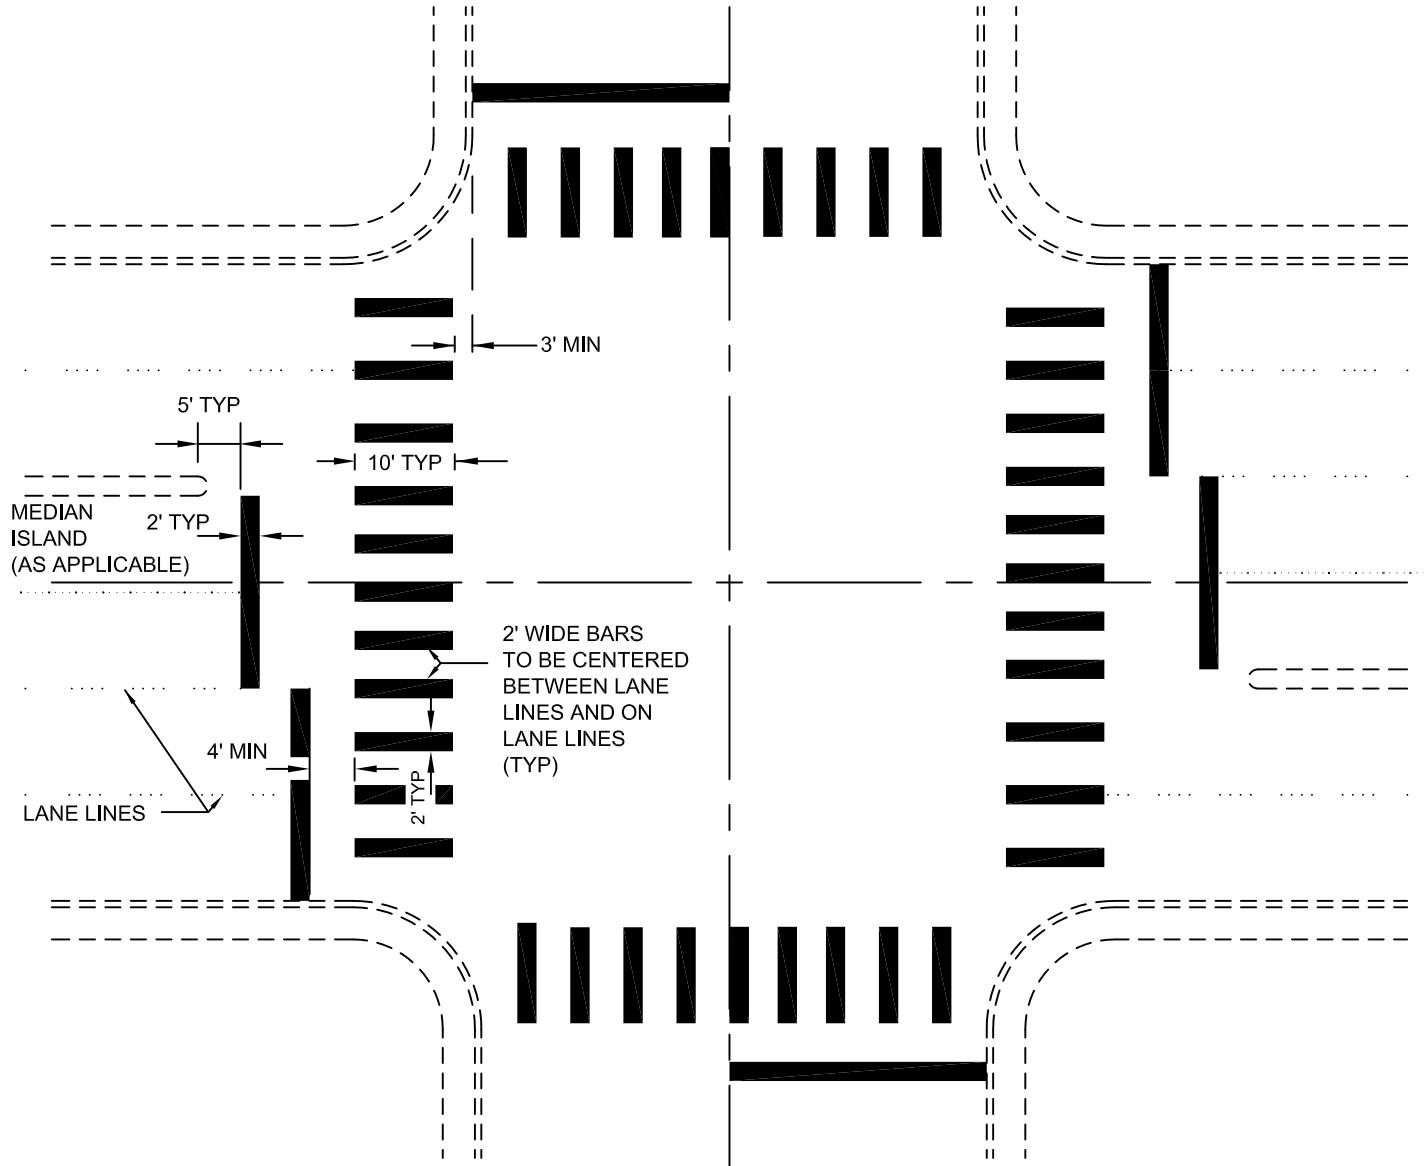 3' MIN
5' TYP
10' TYP
MEDIAN
ISLAND
(AS APPLICABLE)
2' TYP
2' WIDE BARS
TO BE CENTERED
BETWEEN LANE
LINES AND ON
LANE LINES
(TYP)
4' MIN
2' TYP
LANE LINES